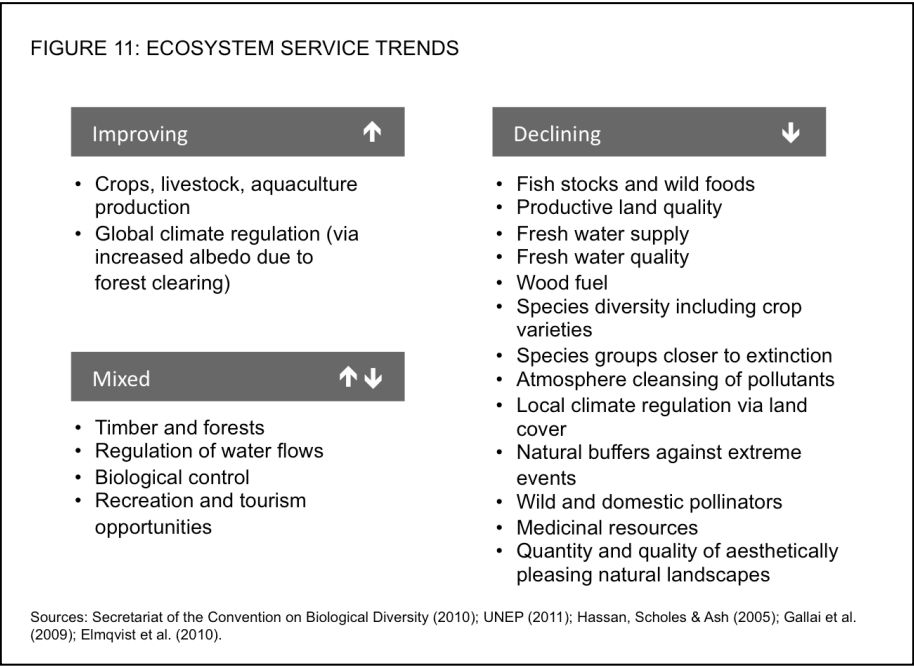 FIGURE 11: ECOSYSTEM SERVICE TRENDS
Improving
• Crops, livestock, aquaculture
production
• Global climate regulation (via
increased albedo due to
forest clearing)
Mixed
• Timber and forests
• Regulation of water flows
• Biological control
• Recreation and tourism
opportunities
Declining
• Fish stocks and wild foods
• Productive land quality
• Fresh water supply
• Fresh water quality
• Wood fuel
• Species diversity including crop
varieties
• Species groups closer to extinction
• Atmosphere cleansing of pollutants
• Local climate regulation via land
cover
• Natural buffers against extreme
events
• Wild and domestic pollinators
• Medicinal resources
• Quantity and quality of aesthetically
pleasing natural landscapes
Sources: Secretariat of the Convention on Biological Diversity (2010); UNEP (2011); Hassan, Scholes & Ash (2005); Gallai et al.
(2009); Elmqvist et al. (2010).